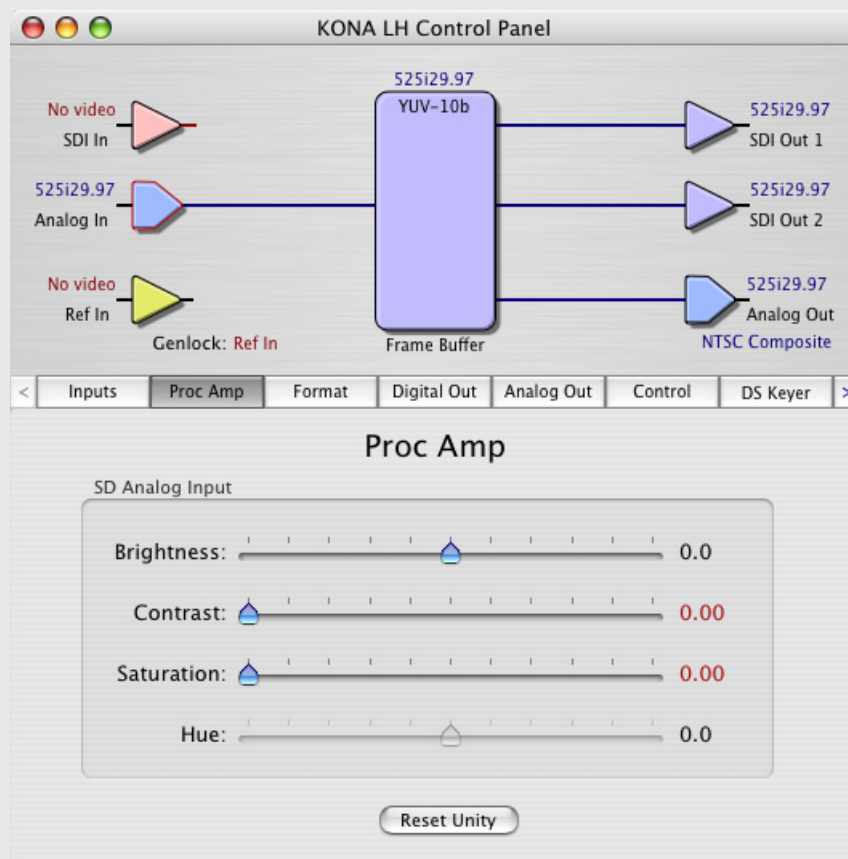 KONA LH Control Panel
525i29.97
YUV-10b
No video
SDI In
525i29.97
SDI Out 1
525i29.97
Analog In
525i29.97
SDI Out 2
No video
Ref In
Genlock: Ref In
Frame Buffer
525i29.97
Analog Out
NTSC Composite
< Inputs Proc Amp Format Digital Out Analog Out Control DS Keyer >
Proc Amp
SD Analog Input
Brightness: 0.0
Contrast: 0.00
Saturation: 0.00
Hue: 0.0
Reset Unity